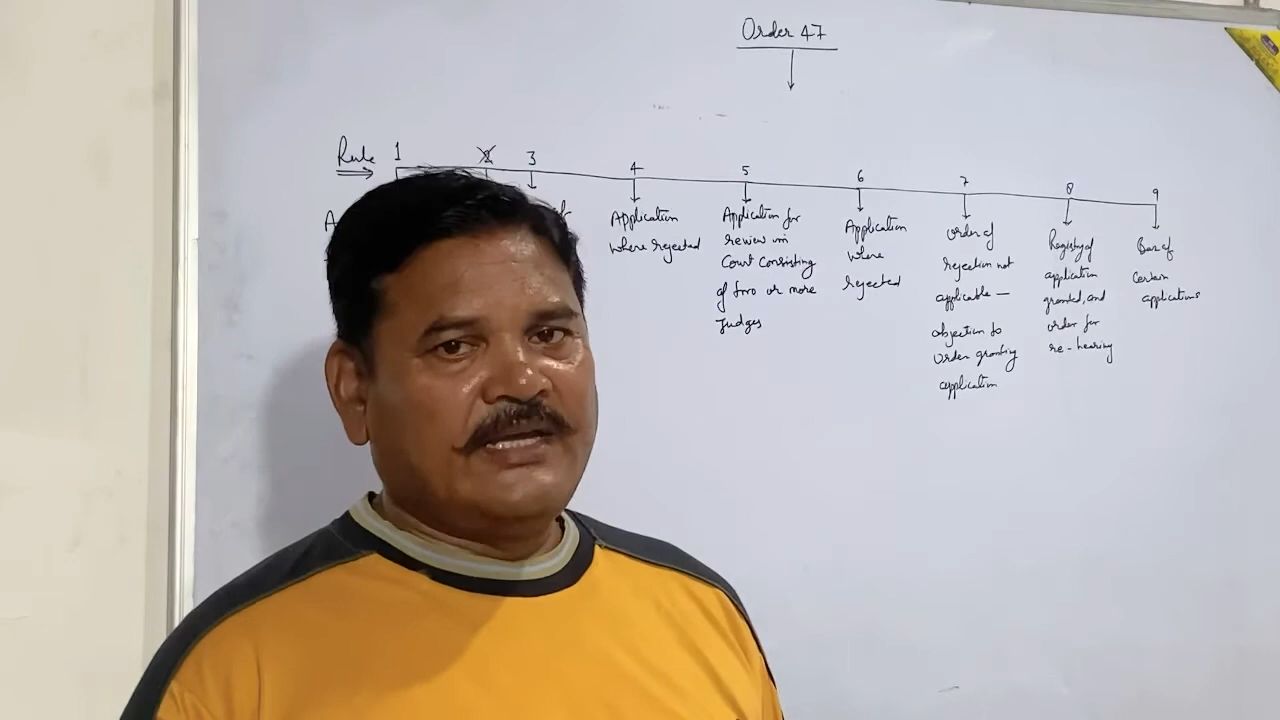 Order 47
Rule 1 2 3 4 5 6 7 8 9
Application
where rejected
Application for
review in
Court consisting
of two or more
Judges
Application
where
rejected
Order of
rejection not
applicable —
objection to
Order granting
application
Registry of
application
granted, and
order for
re-hearing
Bar of
Certain
applications